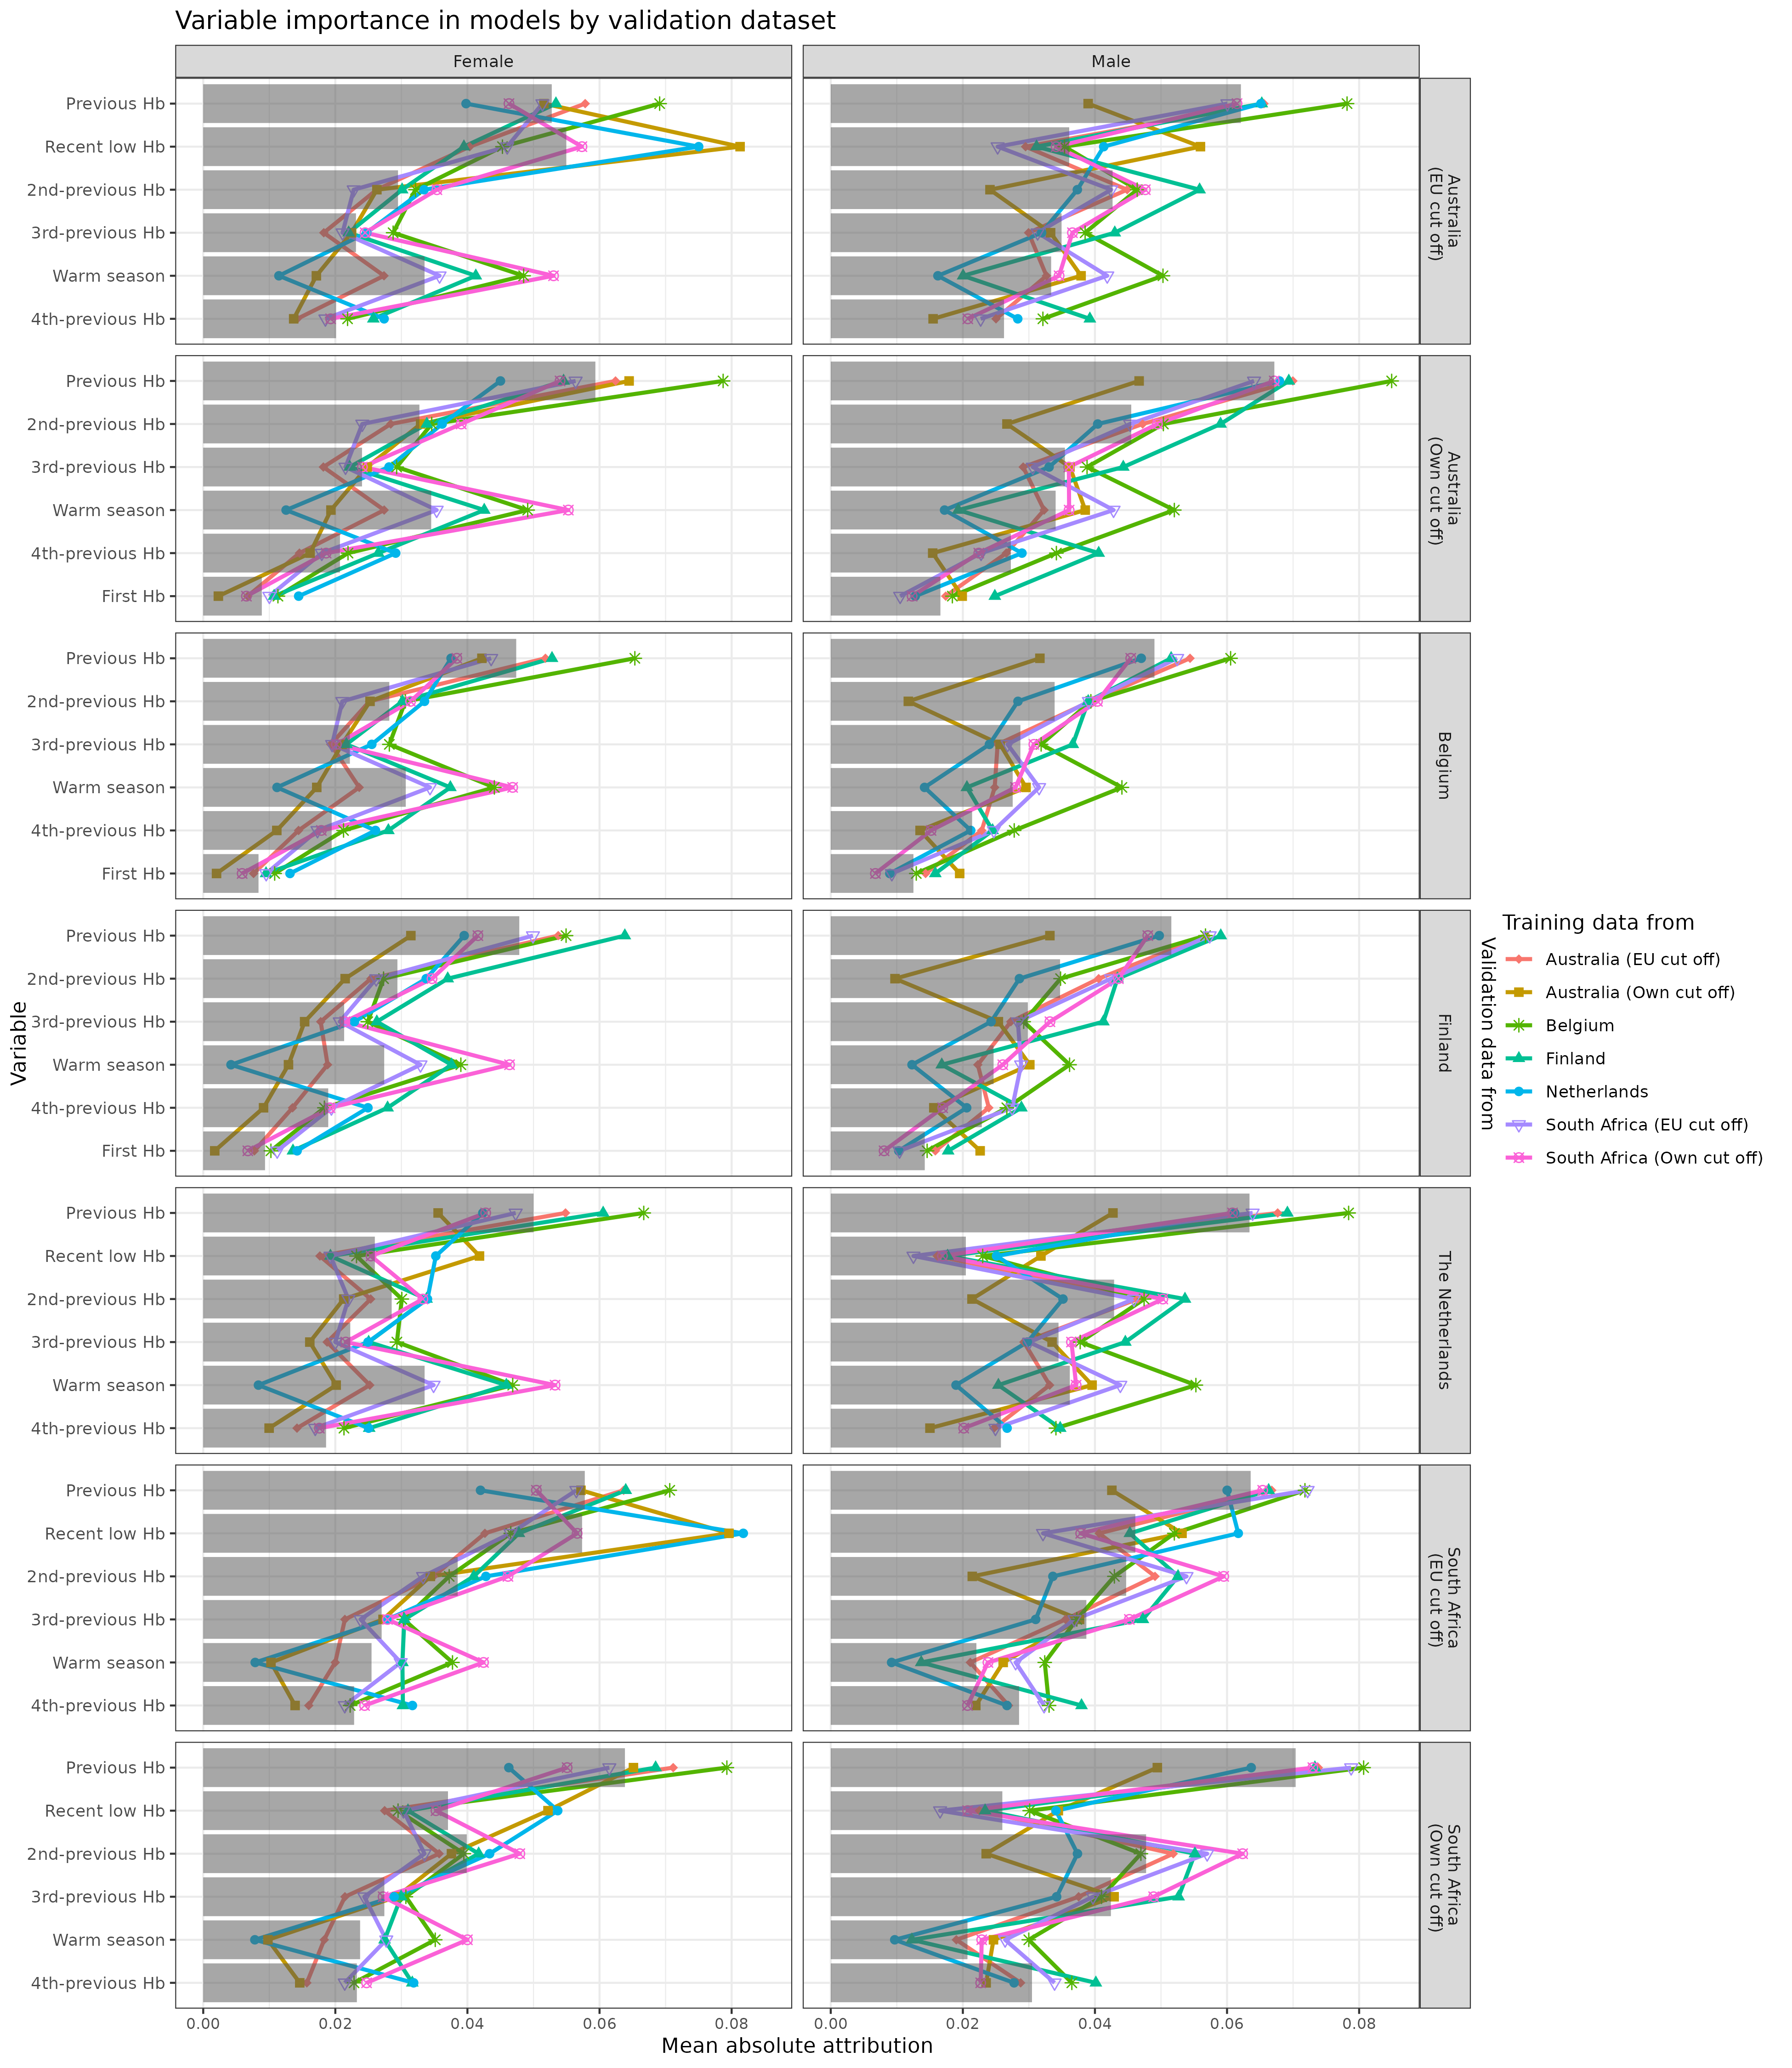 Variable importance in models by validation dataset
Female
Male
Previous Hb
Recent low Hb
2nd-previous Hb
3rd-previous Hb
Warm season
4th-previous Hb
Australia
(EU cut off)
Previous Hb
2nd-previous Hb
3rd-previous Hb
Warm season
4th-previous Hb
First Hb
Australia
(Own cut off)
Previous Hb
2nd-previous Hb
3rd-previous Hb
Warm season
4th-previous Hb
First Hb
Belgium
Previous Hb
2nd-previous Hb
3rd-previous Hb
Warm season
4th-previous Hb
First Hb
Finland
Previous Hb
Recent low Hb
2nd-previous Hb
3rd-previous Hb
Warm season
4th-previous Hb
The Netherlands
Previous Hb
Recent low Hb
2nd-previous Hb
3rd-previous Hb
Warm season
4th-previous Hb
South Africa
(EU cut off)
Previous Hb
Recent low Hb
2nd-previous Hb
3rd-previous Hb
Warm season
4th-previous Hb
South Africa
(Own cut off)
0.00 0.02 0.04 0.06 0.08
0.00 0.02 0.04 0.06 0.08
Mean absolute attribution
Variable
Validation data from
Training data from
Australia (EU cut off)
Australia (Own cut off)
Belgium
Finland
Netherlands
South Africa (EU cut off)
South Africa (Own cut off)